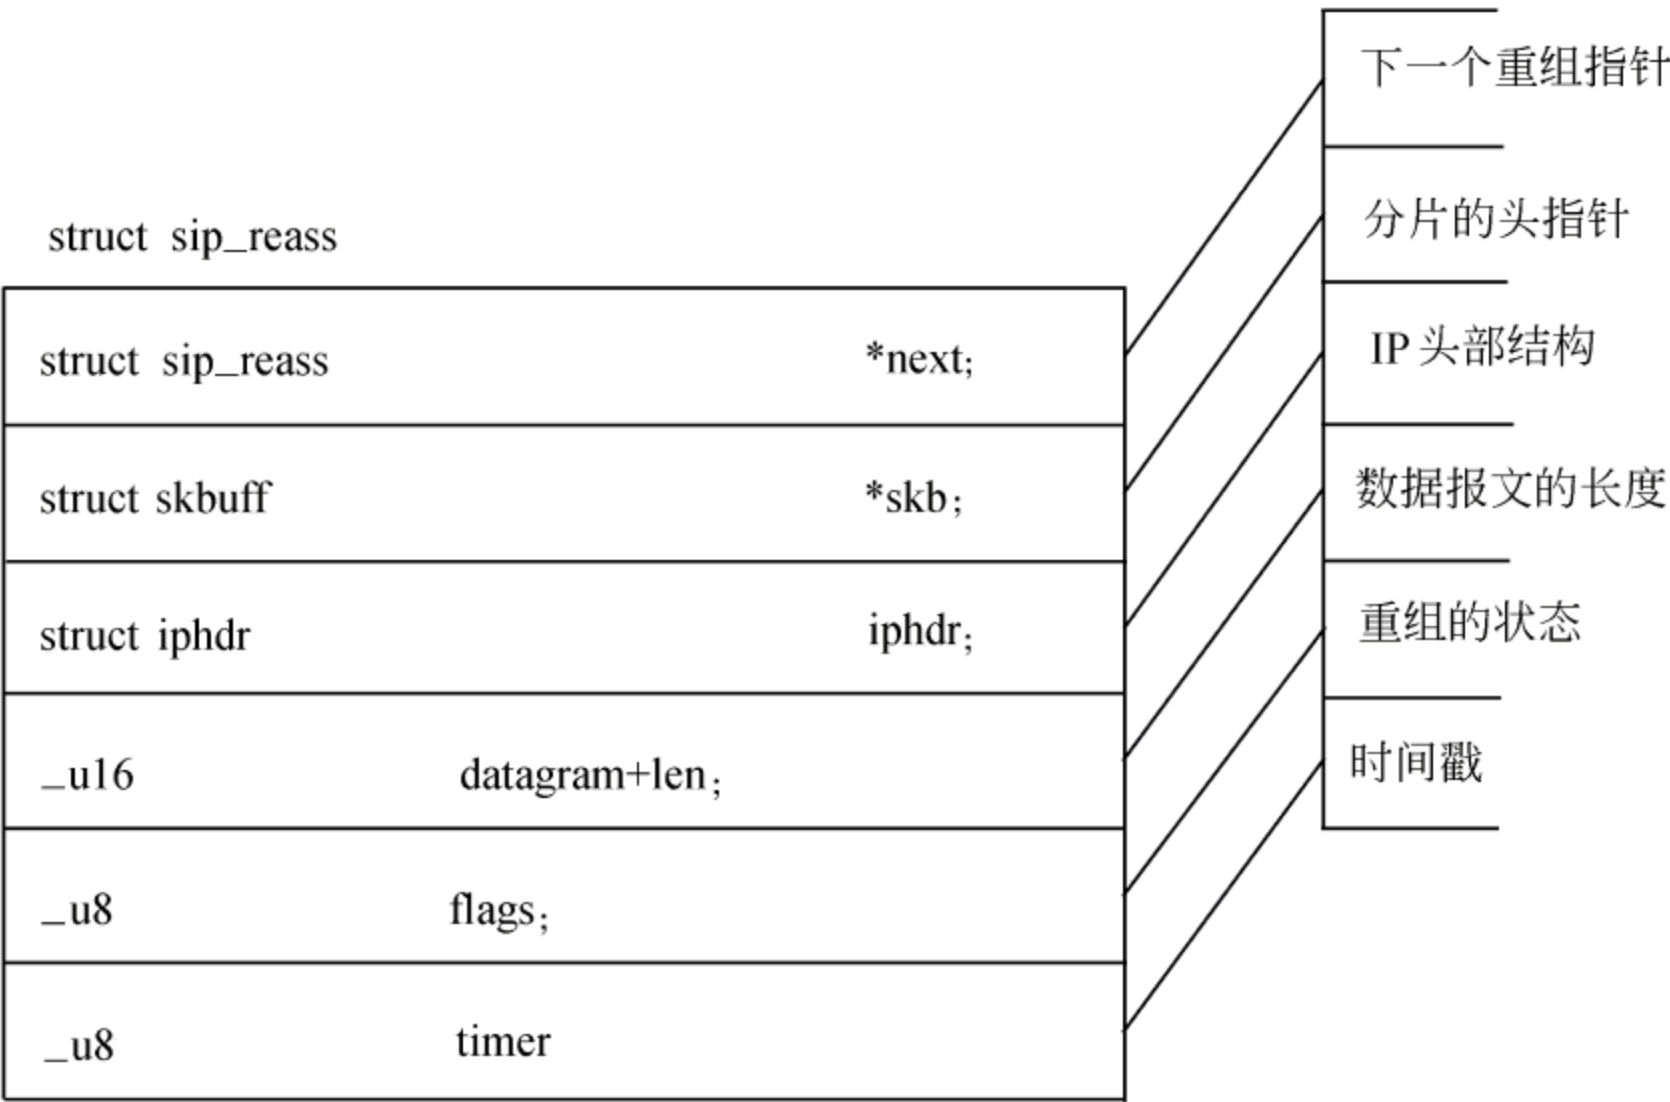 struct sip_reass
struct sip_reass *next;
struct skbuff *skb;
struct iphdr iphdr;
_u16 datagram+len;
_u8 flags;
_u8 timer
下一个重组指针
分片的头指针
IP 头部结构
数据报文的长度
重组的状态
时间戳